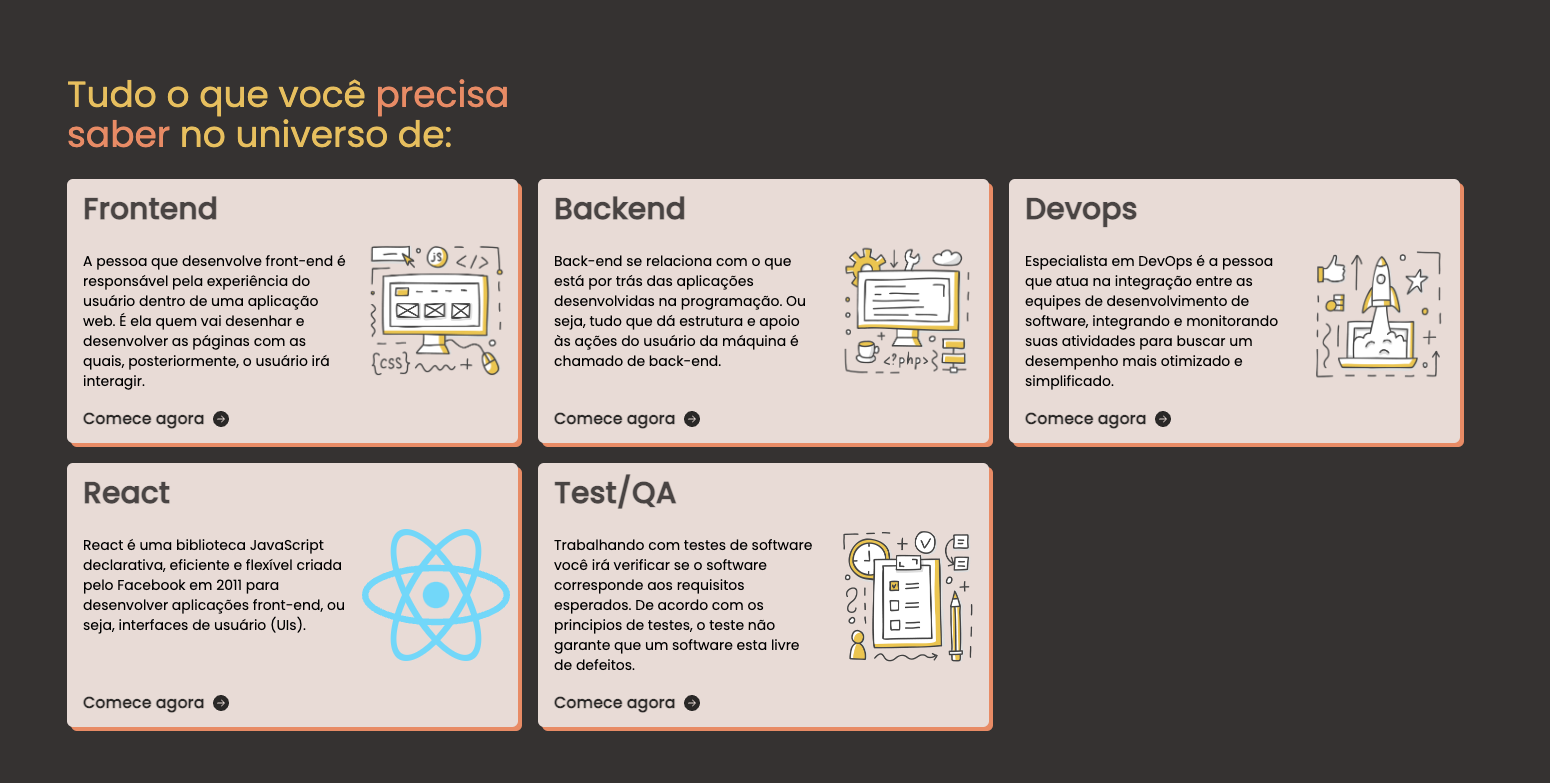 Tudo o que você precisa
saber no universo de:
Frontend
A pessoa que desenvolve front-end é
responsável pela experiência do
usuário dentro de uma aplicação
web. É ela quem vai desenhar e
desenvolver as páginas com as
quais, posteriormente, o usuário irá
interagir.
JS
</>
{css}
Comece agora
Backend
Back-end se relaciona com o que
está por trás das aplicações
desenvolvidas na programação. Ou
seja, tudo que dá estrutura e apoio
às ações do usuário da máquina é
chamado de back-end.
<?php>
Comece agora
Devops
Especialista em DevOps é a pessoa
que atua na integração entre as
equipes de desenvolvimento de
software, integrando e monitorando
suas atividades para buscar um
desempenho mais otimizado e
simplificado.
Comece agora
React
React é uma biblioteca JavaScript
declarativa, eficiente e flexível criada
pelo Facebook em 2011 para
desenvolver aplicações front-end, ou
seja, interfaces de usuário (UIs).
Comece agora
Test/QA
Trabalhando com testes de software
você irá verificar se o software
corresponde aos requisitos
esperados. De acordo com os
principios de testes, o teste não
garante que um software esta livre
de defeitos.
Comece agora